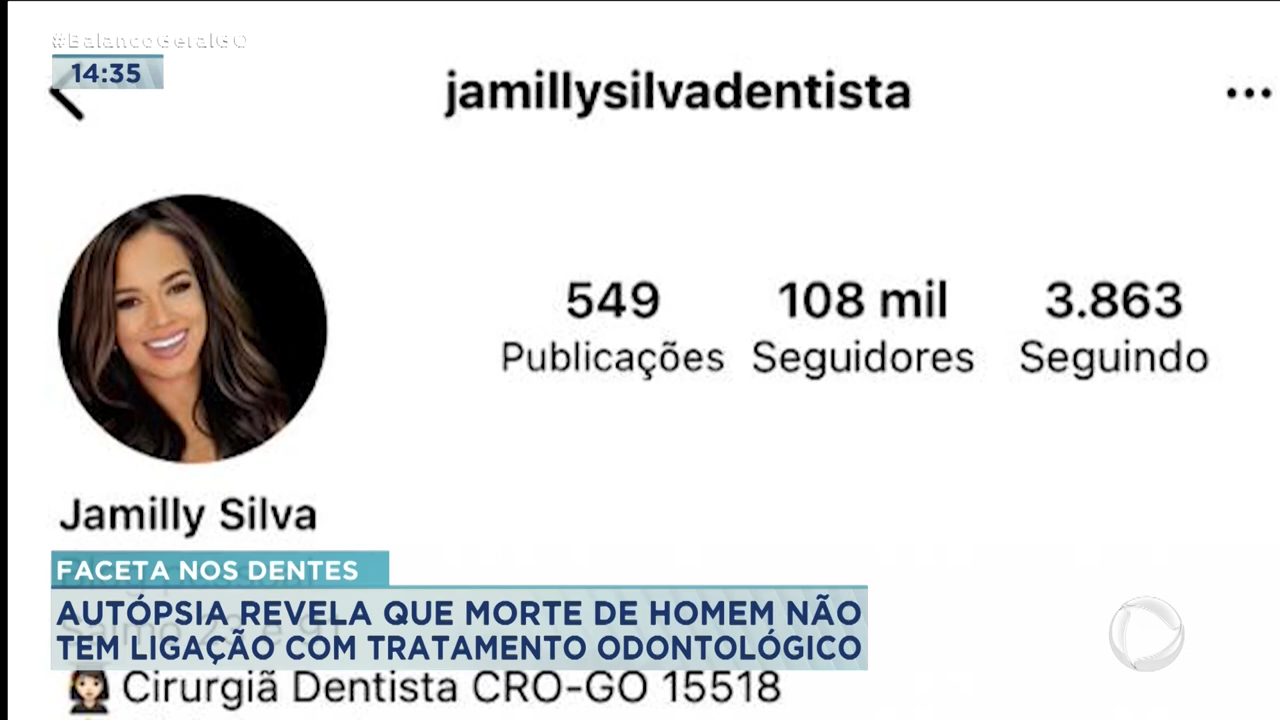 #BalancoGeralGO
14:35
jamillysilvadentista
549
108 mil
3.863
Publicações
Seguidores
Seguindo
Jamilly Silva
FACETA NOS DENTES
AUTÓPSIA REVELA QUE MORTE DE HOMEM NÃO
TEM LIGAÇÃO COM TRATAMENTO ODONTOLÓGICO
Cirurgiã Dentista CRO-GO 15518